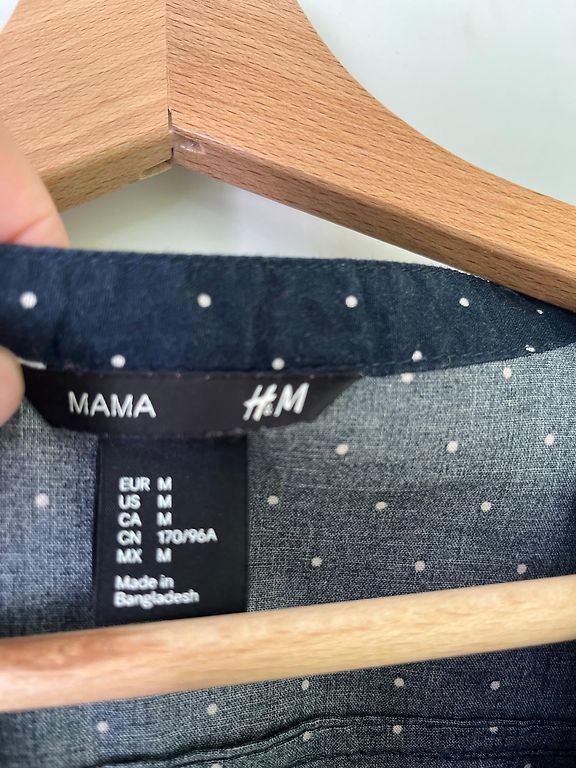 MAMA H&M
EUR M
US M
CA M
CN 170/96A
MX M
Made in
Bangladesh